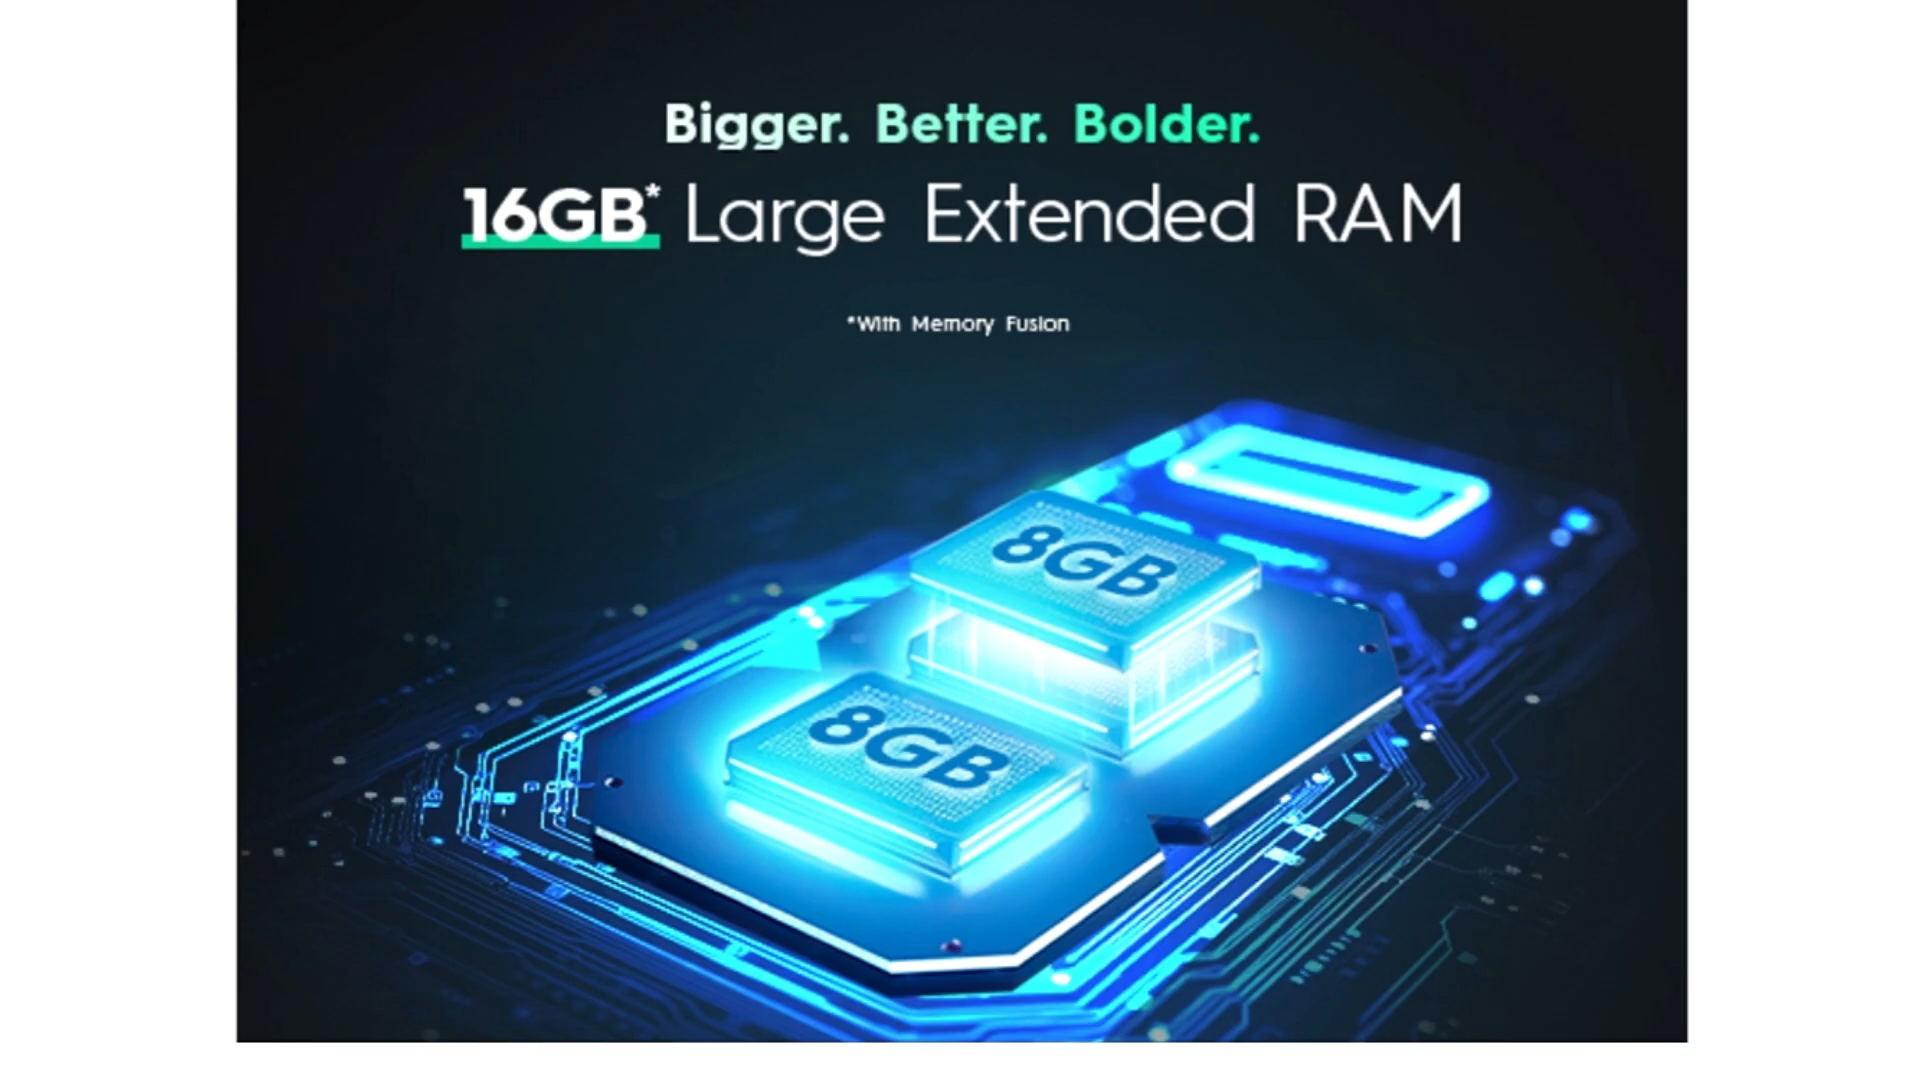 Bigger. Better. Bolder.
16GB* Large Extended RAM
*With Memory Fusion
8GB
8GB